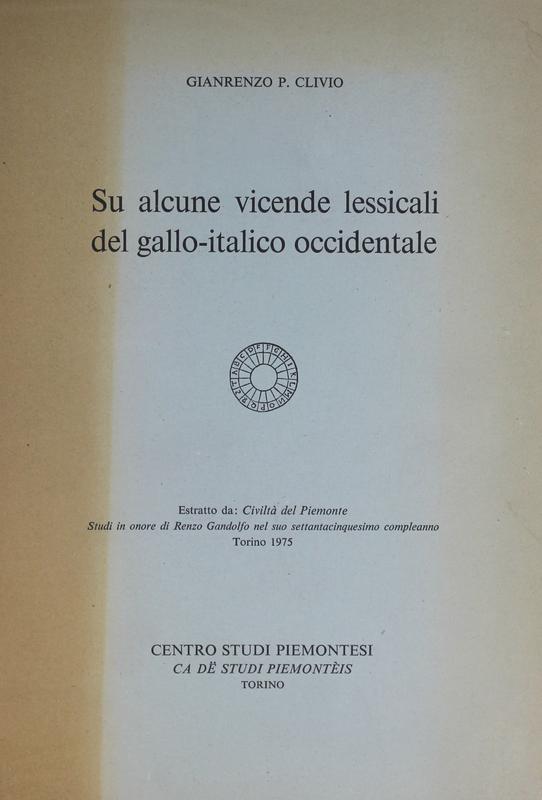 GIANRENZO P. CLIVIO
Su alcune vicende lessicali
del gallo-italico occidentale
Estratto da: Civiltà del Piemonte
Studi in onore di Renzo Gandolfo nel suo settantacinquesimo compleanno
Torino 1975
CENTRO STUDI PIEMONTESI
CA DË STUDI PIEMONTÈIS
TORINO